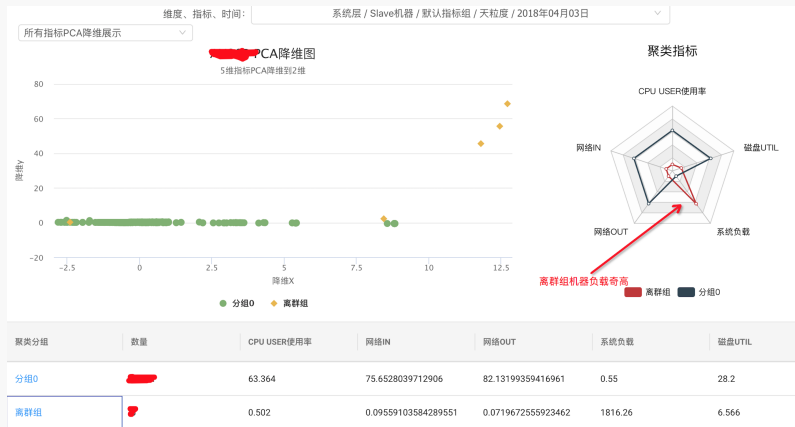 维度、指标、时间： 系统层 / Slave机器 / 默认指标组 / 天粒度 / 2018年04月03日
所有指标PCA降维展示
PCA降维图
5维指标PCA降维到2维
聚类指标
80
60
40
20
0
-20
降维y
-2.5 0 2.5 5 7.5 10 12.5
降维X
分组0 离群组
CPU USER使用率
网络IN
磁盘UTIL
网络OUT
系统负载
离群组机器负载奇高
离群组 分组0
聚类分组 数量 CPU USER使用率 网络IN 网络OUT 系统负载 磁盘UTIL
分组0 63.364 75.6528039712906 82.13199359416961 0.55 28.2
离群组 0.502 0.09559103584289551 0.0719672555923462 1816.26 6.566